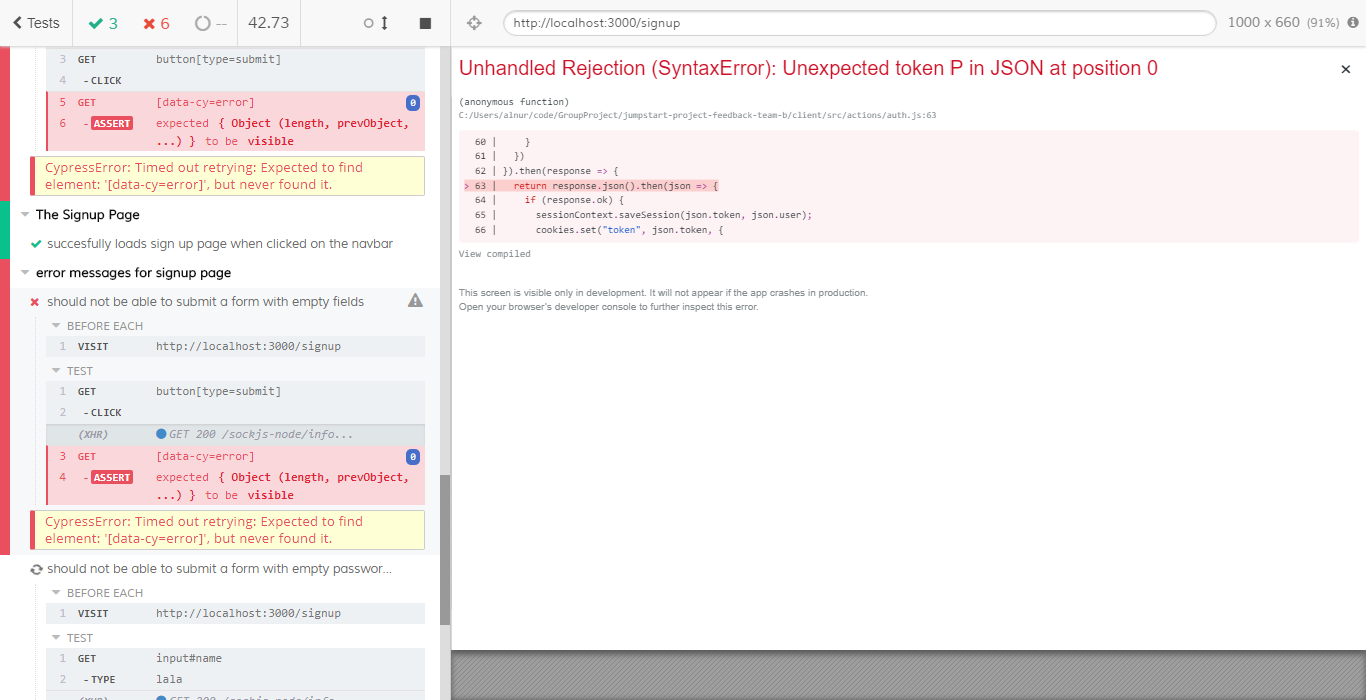 Tests
3
6
--
42.73
http://localhost:3000/signup
1000 x 660 (91%)
3 GET button[type=submit]
4 - CLICK
5 GET [data-cy=error] 0
6 - ASSERT expected { Object (length, prevObject,
...) } to be visible
CypressError: Timed out retrying: Expected to find
element: '[data-cy=error]', but never found it.
The Signup Page
succesfully loads sign up page when clicked on the navbar
error messages for signup page
should not be able to submit a form with empty fields
BEFORE EACH
1 VISIT http://localhost:3000/signup
TEST
1 GET button[type=submit]
2 - CLICK
(XHR) GET 200 /sockjs-node/info...
3 GET [data-cy=error] 0
4 - ASSERT expected { Object (length, prevObject,
...) } to be visible
CypressError: Timed out retrying: Expected to find
element: '[data-cy=error]', but never found it.
should not be able to submit a form with empty passwor...
BEFORE EACH
1 VISIT http://localhost:3000/signup
TEST
1 GET input#name
2 - TYPE lala
(XHR) GET 200 /sockjs-node/info...
Unhandled Rejection (SyntaxError): Unexpected token P in JSON at position 0
×
(anonymous function)
C:/Users/alnur/code/GroupProject/jumpstart-project-feedback-team-b/client/src/actions/auth.js:63
60 | }
61 | })
62 | }).then(response => {
> 63 | return response.json().then(json => {
64 | if (response.ok) {
65 | sessionContext.saveSession(json.token, json.user);
66 | cookies.set("token", json.token, {
View compiled
This screen is visible only in development. It will not appear if the app crashes in production.
Open your browser's developer console to further inspect this error.